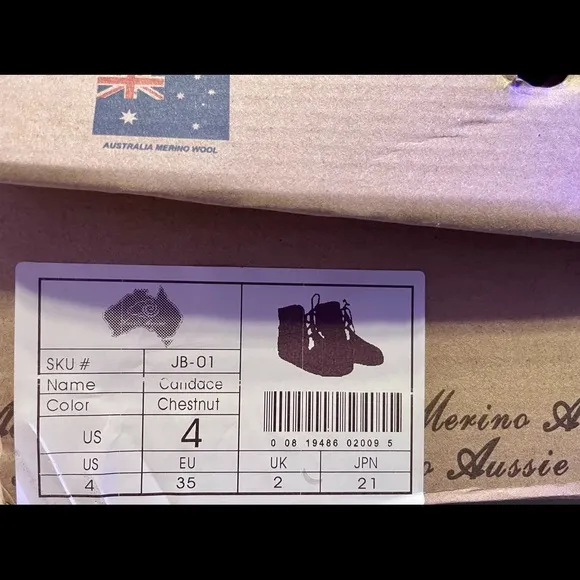 AUSTRALIA MERINO WOOL
SKU # JB-01
Name Candace
Color Chestnut
US 4
US EU UK JPN
4 35 2 21
0 08 19486 02009 5
Merino A
Aussie